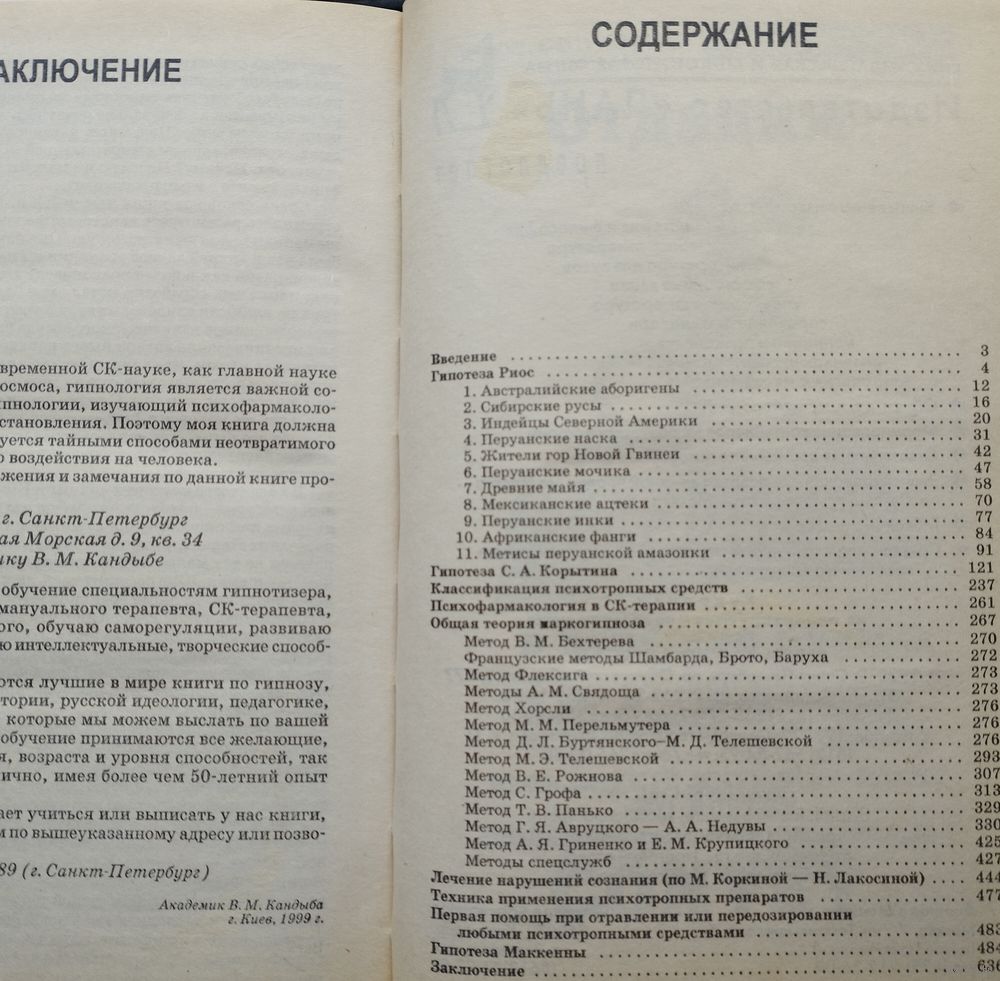 АКЛЮЧЕНИЕ
временной СК-науке, как главной науке
осмоса, гипнология является важной со-
пнологии, изучающий психофармаколо-
становления. Поэтому моя книга должна
уется тайными способами неотвратимого
о воздействия на человека.
жения и замечания по данной книге про-
г. Санкт-Петербург
ая Морская д. 9, кв. 34
ику В. М. Кандыбе
обучение специальностям гипнотизера,
мануального терапевта, СК-терапевта,
ого, обучаю саморегуляции, развиваю
ю интеллектуальные, творческие способ-
ются лучшие в мире книги по гипнозу,
тории, русской идеологии, педагогике,
которые мы можем выслать по вашей
обучение принимаются все желающие,
я, возраста и уровня способностей, так
ично, имея более чем 50-летний опыт
ает учиться или выписать у нас книги,
м по вышеуказанному адресу или позво-
89 (г. Санкт-Петербург)
Академик В. М. Кандыба
г. Киев, 1999 г.
СОДЕРЖАНИЕ
Введение ..... 3
Гипотеза Риос ..... 4
1. Австралийские аборигены ..... 12
2. Сибирские русы ..... 16
3. Индейцы Северной Америки ..... 20
4. Перуанские наска ..... 31
5. Жители гор Новой Гвинеи ..... 42
6. Перуанские мочика ..... 47
7. Древние майя ..... 58
8. Мексиканские ацтеки ..... 70
9. Перуанские инки ..... 77
10. Африканские фанги ..... 84
11. Метисы перуанской амазонки ..... 91
Гипотеза С. А. Корытина ..... 121
Классификация психотропных средств ..... 237
Психофармакология в СК-терапии ..... 261
Общая теория наркогипноза ..... 267
Метод В. М. Бехтерева ..... 270
Французские методы Шамбарда, Брото, Баруха ..... 272
Метод Флексига ..... 273
Методы А. М. Свядоща ..... 273
Метод Хорсли ..... 276
Метод М. М. Перельмутера ..... 276
Метод Д. Л. Буртянского–М. Д. Телешевской ..... 276
Метод М. Э. Телешевской ..... 293
Метод В. Е. Рожнова ..... 307
Метод С. Грофа ..... 313
Метод Т. В. Панько ..... 329
Метод Г. Я. Авруцкого — А. А. Недувы ..... 330
Метод А. Я. Гриненко и Е. М. Крупицкого ..... 425
Методы спецслужб ..... 427
Лечение нарушений сознания (по М. Коркиной — Н. Лакосиной) .... 444
Техника применения психотропных препаратов ..... 477
Первая помощь при отравлении или передозировании
любыми психотропными средствами ..... 483
Гипотеза Маккенны ..... 484
Заключение ..... 636